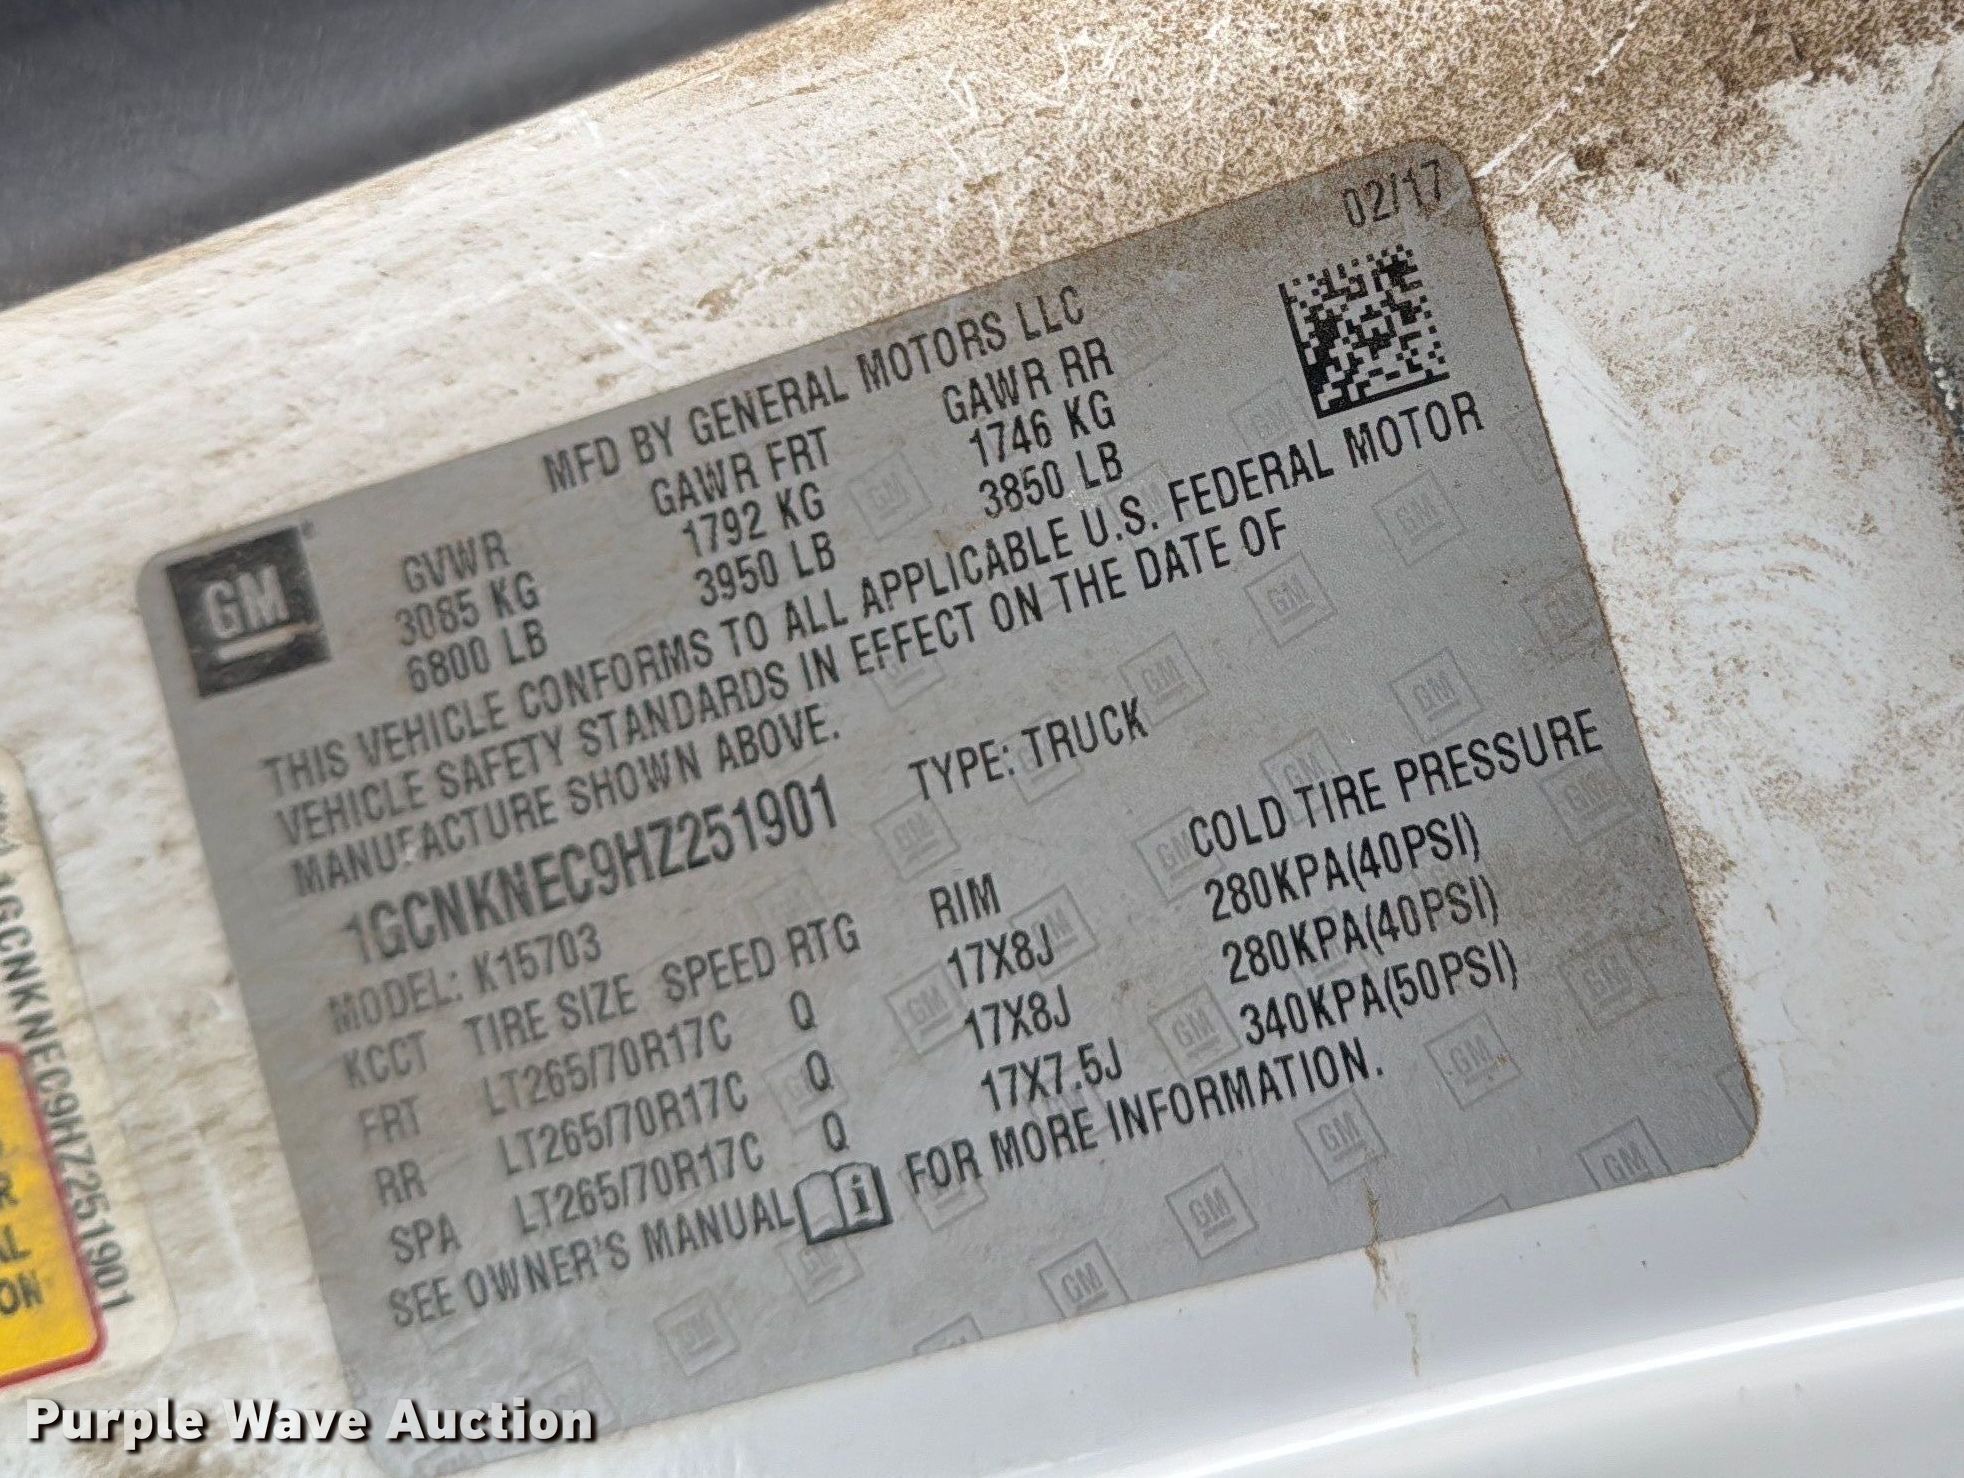 02/17
MFD BY GENERAL MOTORS LLC
GM
GVWR GAWR FRT GAWR RR
3085 KG 1792 KG 1746 KG
6800 LB 3950 LB 3850 LB
THIS VEHICLE CONFORMS TO ALL APPLICABLE U.S. FEDERAL MOTOR
VEHICLE SAFETY STANDARDS IN EFFECT ON THE DATE OF
MANUFACTURE SHOWN ABOVE.
1GCNKNEC9HZ251901 TYPE: TRUCK
MODEL: K15703
KCCT TIRE SIZE SPEED RTG RIM COLD TIRE PRESSURE
FRT LT265/70R17C Q 17X8J 280KPA(40PSI)
RR LT265/70R17C Q 17X8J 280KPA(40PSI)
SPA LT265/70R17C Q 17X7.5J 340KPA(50PSI)
SEE OWNER'S MANUAL i FOR MORE INFORMATION.
1GCNKNEC9HZ251901
ON
Purple Wave Auction